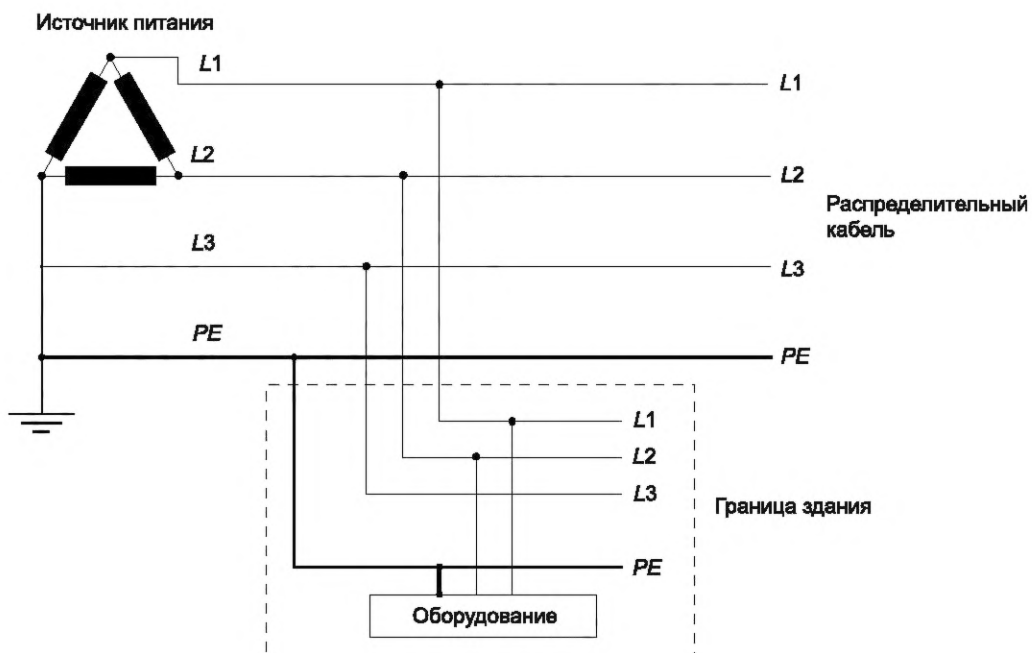 Источник питания
L1
L1
L2
L2
Распределительный
кабель
L3
L3
PE
PE
L1
L2
L3
Граница здания
PE
Оборудование